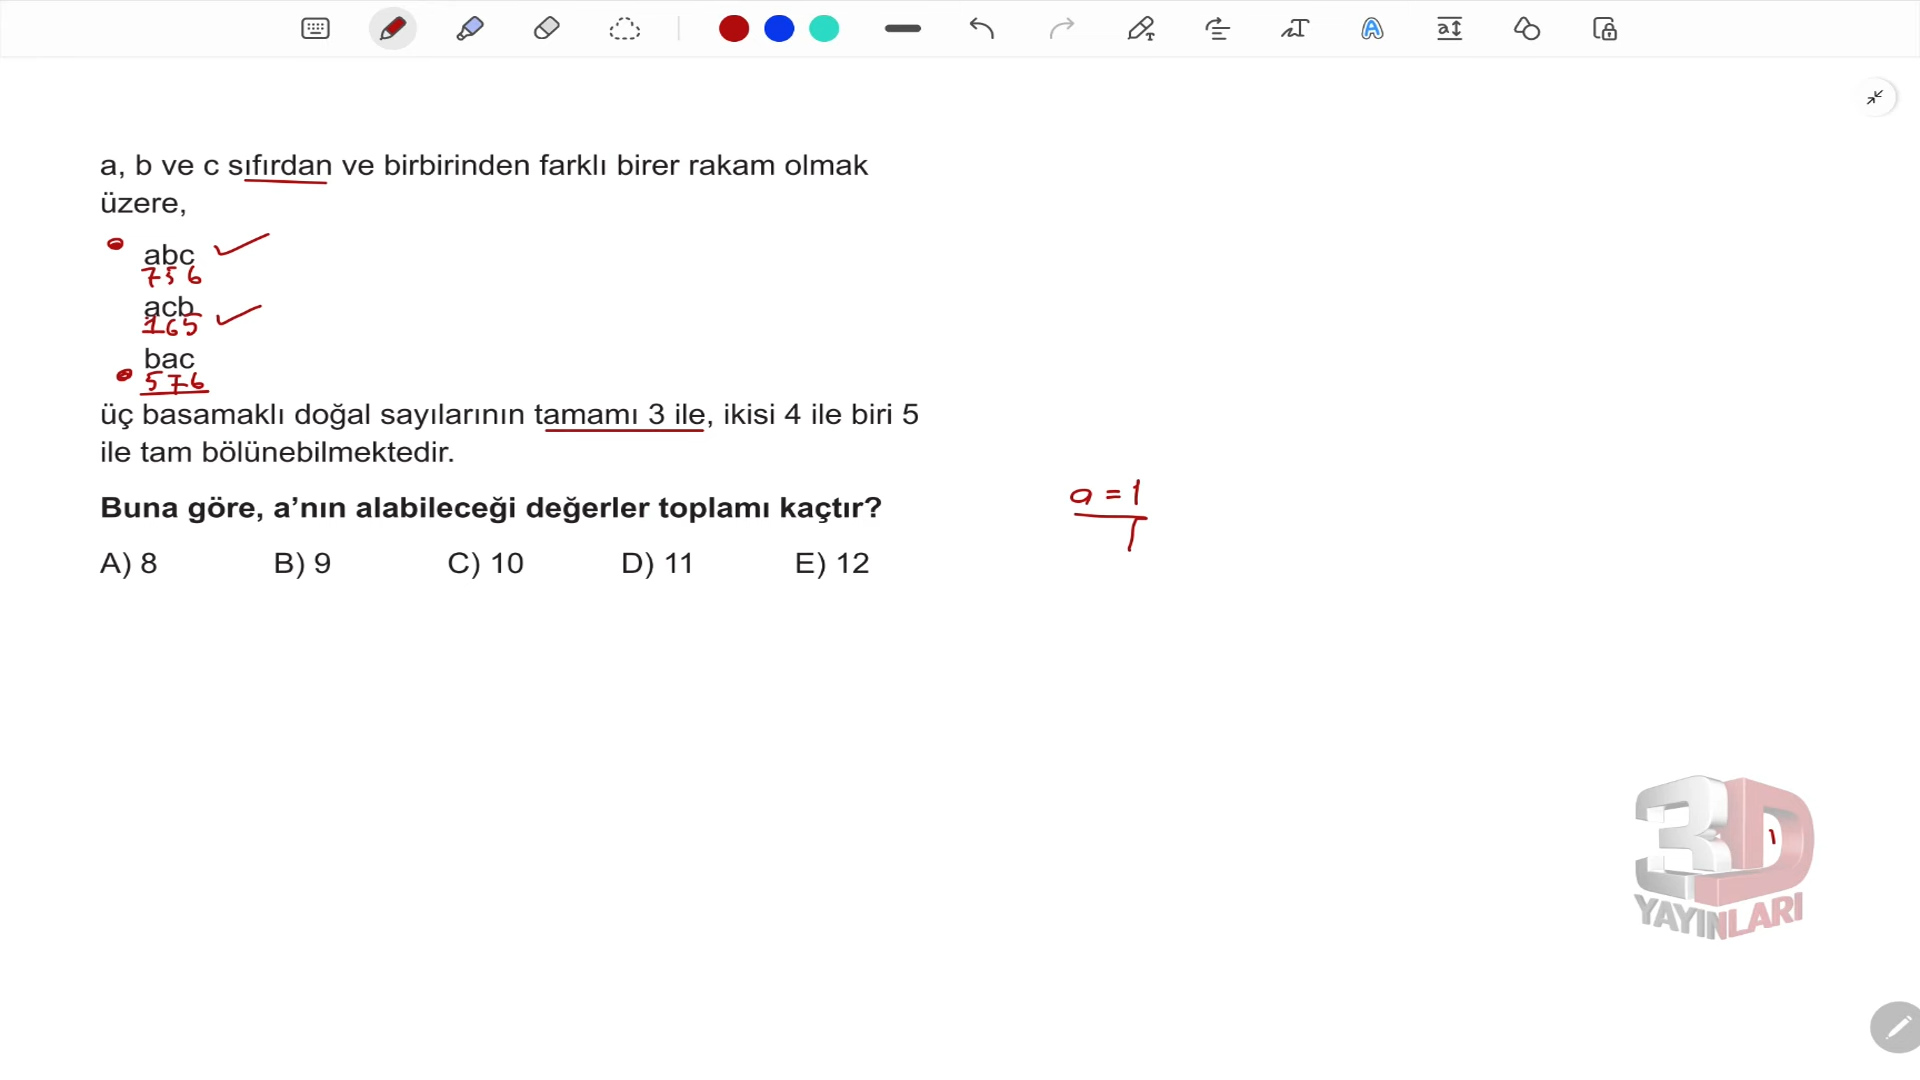 a, b ve c sıfırdan ve birbirinden farklı birer rakam olmak
üzere,
abc
756
acb
165
bac
576
üç basamaklı doğal sayılarının tamamı 3 ile, ikisi 4 ile biri 5
ile tam bölünebilmektedir.
Buna göre, a’nın alabileceği değerler toplamı kaçtır?
a = 1
A) 8 B) 9 C) 10 D) 11 E) 12
3D
YAYINLARI